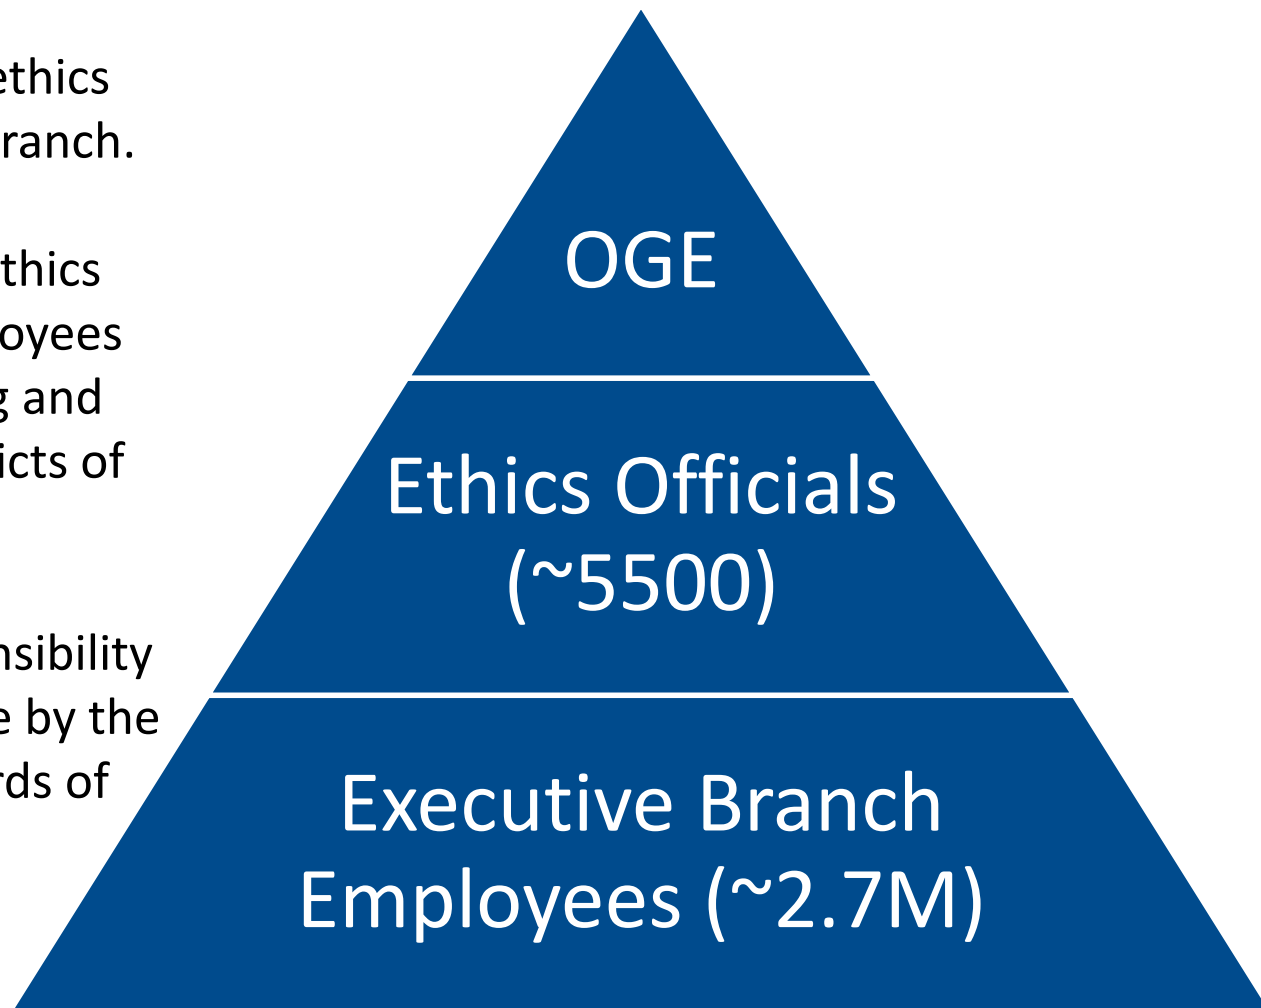 ethics
ranch.
thics
oyees
g and
icts of
nsibility
e by the
rds of
OGE
Ethics Officials
(~5500)
Executive Branch
Employees (~2.7M)